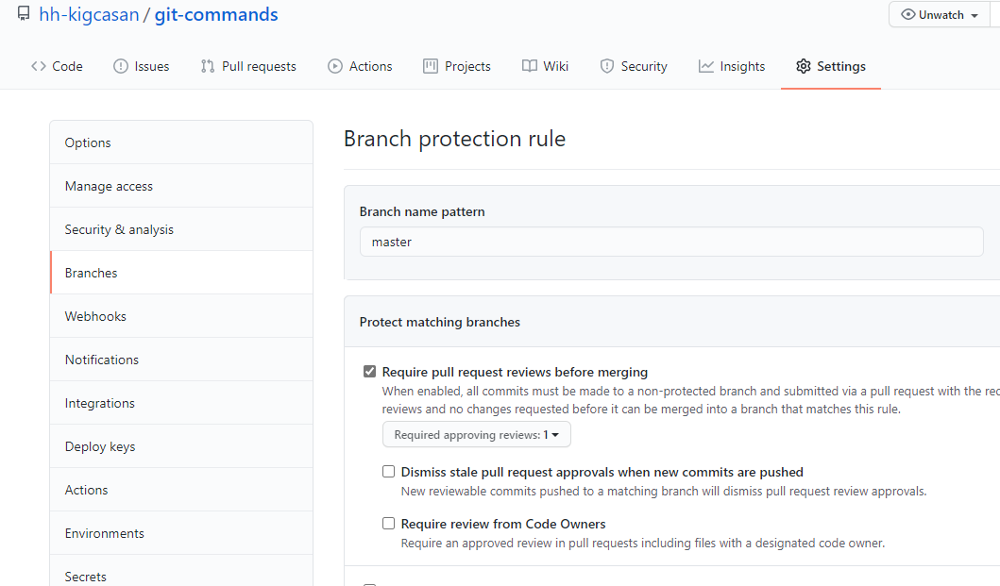 hh-kigcasan / git-commands
Unwatch
Code Issues Pull requests Actions Projects Wiki Security Insights Settings
Options
Manage access
Security & analysis
Branches
Webhooks
Notifications
Integrations
Deploy keys
Actions
Environments
Secrets
Branch protection rule
Branch name pattern
master
Protect matching branches
Require pull request reviews before merging
When enabled, all commits must be made to a non-protected branch and submitted via a pull request with the
reviews and no changes requested before it can be merged into a branch that matches this rule.
Required approving reviews: 1
Dismiss stale pull request approvals when new commits are pushed
New reviewable commits pushed to a matching branch will dismiss pull request review approvals.
Require review from Code Owners
Require an approved review in pull requests including files with a designated code owner.